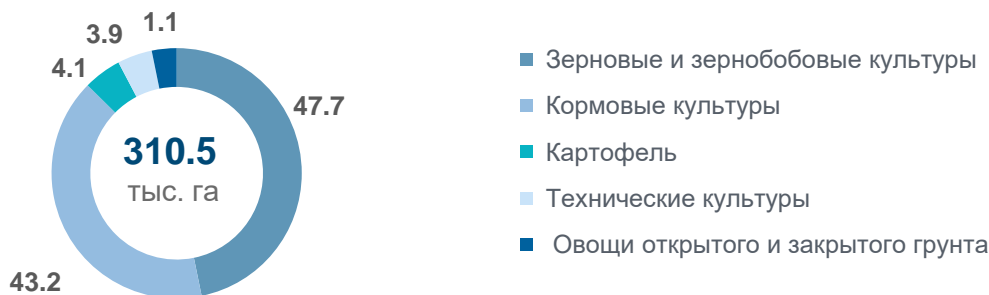 1.1
3.9
4.1
47.7
310.5
тыс. га
43.2
Зерновые и зернобобовые культуры
Кормовые культуры
Картофель
Технические культуры
Овощи открытого и закрытого грунта